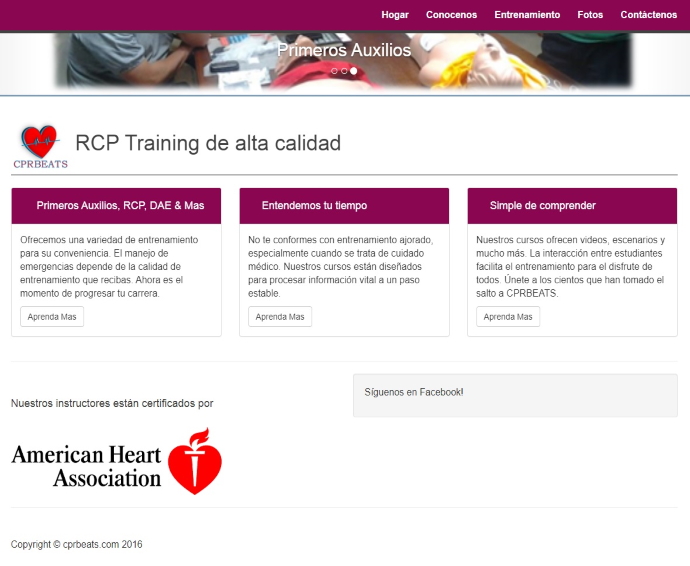 Hogar Conocenos Entrenamiento Fotos Contáctenos
Primeros Auxilios
CPRBEATS
RCP Training de alta calidad
Primeros Auxilios, RCP, DAE & Mas
Ofrecemos una variedad de entrenamiento
para su conveniencia. El manejo de
emergencias depende de la calidad de
entrenamiento que recibas. Ahora es el
momento de progresar tu carrera.
Aprenda Mas
Entendemos tu tiempo
No te conformes con entrenamiento ajorado,
especialmente cuando se trata de cuidado
médico. Nuestros cursos están diseñados
para procesar información vital a un paso
estable.
Aprenda Mas
Simple de comprender
Nuestros cursos ofrecen videos, escenarios y
mucho más. La interacción entre estudiantes
facilita el entrenamiento para el disfrute de
todos. Únete a los cientos que han tomado el
salto a CPRBEATS.
Aprenda Mas
Nuestros instructores están certificados por
American Heart
Association
Síguenos en Facebook!
Copyright © cprbeats.com 2016